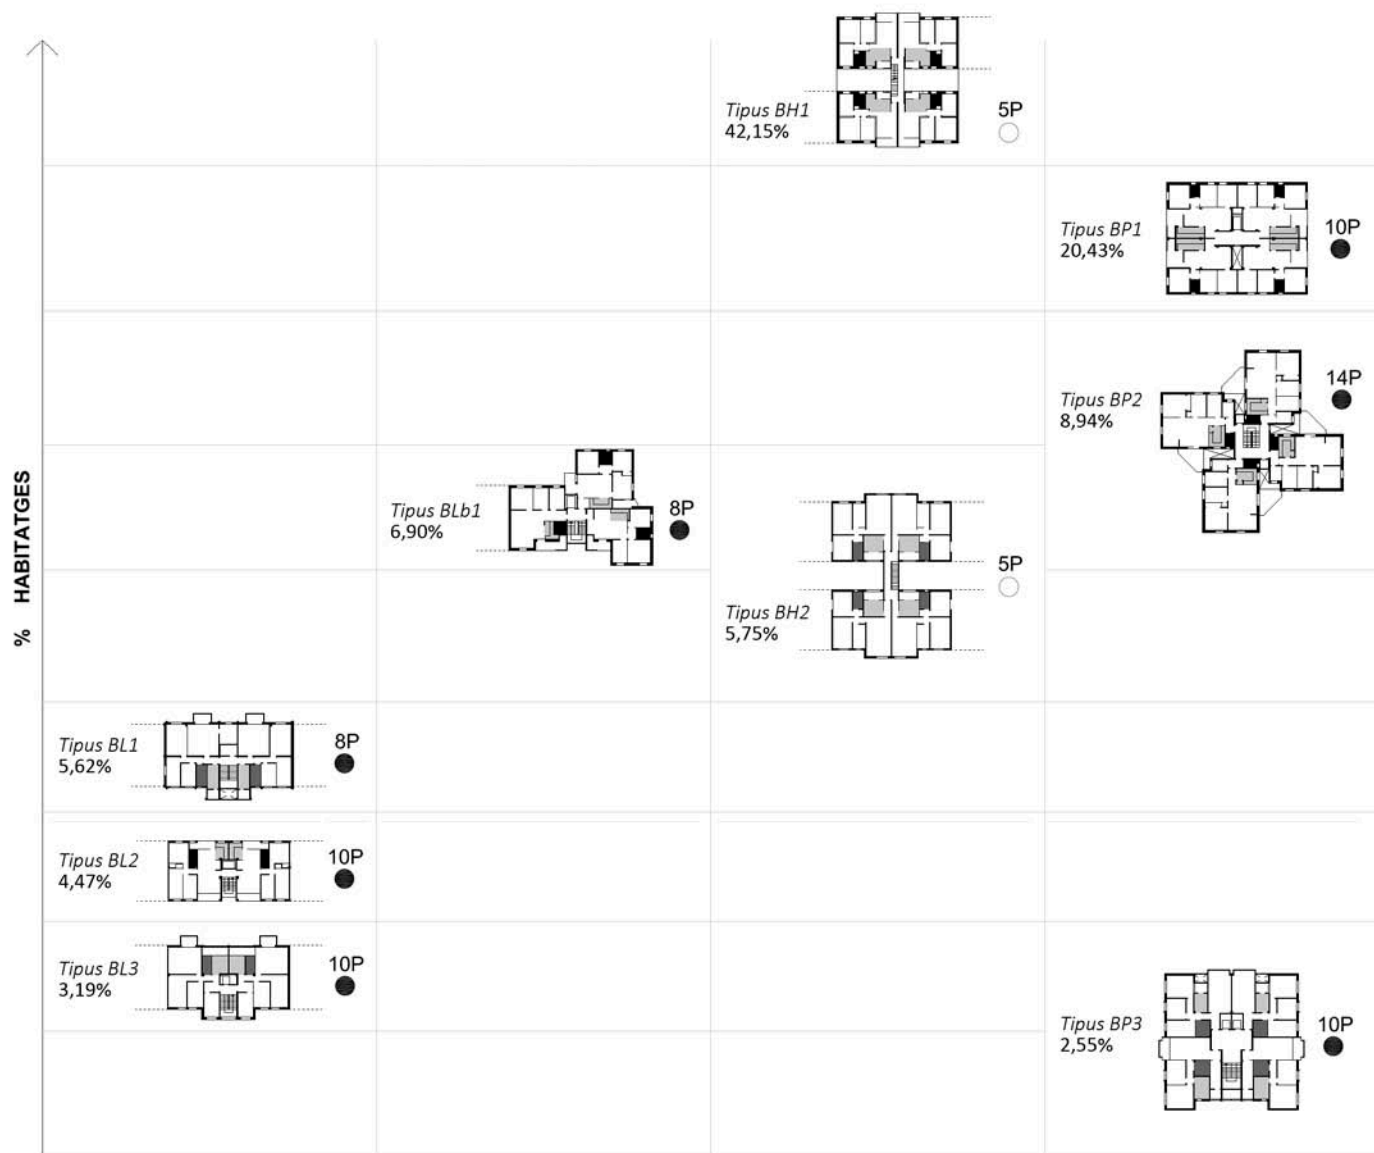 Tipus BH1
42,15%
5P
Tipus BP1
20,43%
10P
Tipus BP2
8,94%
14P
Tipus BLb1
6,90%
8P
Tipus BH2
5,75%
5P
% HABITATGES
Tipus BL1
5,62%
8P
Tipus BL2
4,47%
10P
Tipus BL3
3,19%
10P
Tipus BP3
2,55%
10P